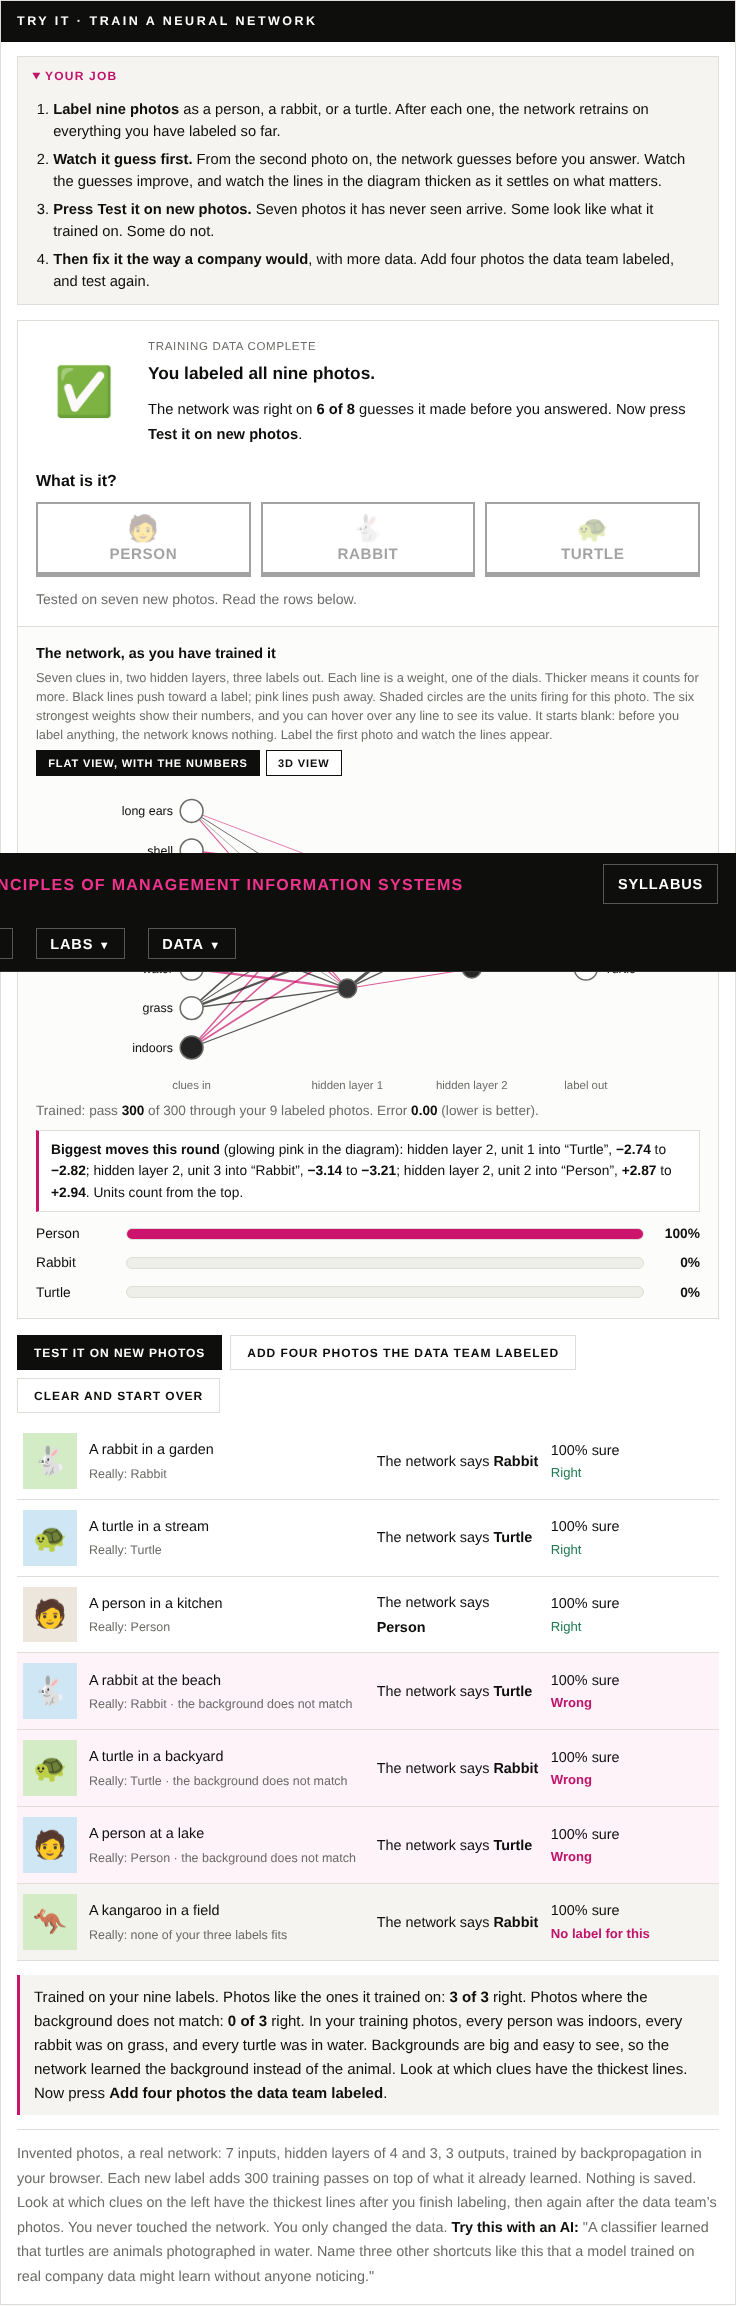 TRY IT · TRAIN A NEURAL NETWORK
▼ YOUR JOB
1. Label nine photos as a person, a rabbit, or a turtle. After each one, the network retrains on
everything you have labeled so far.
2. Watch it guess first. From the second photo on, the network guesses before you answer. Watch
the guesses improve, and watch the lines in the diagram thicken as it settles on what matters.
3. Press Test it on new photos. Seven photos it has never seen arrive. Some look like what it
trained on. Some do not.
4. Then fix it the way a company would, with more data. Add four photos the data team labeled,
and test again.
TRAINING DATA COMPLETE
You labeled all nine photos.
The network was right on 6 of 8 guesses it made before you answered. Now press
Test it on new photos.
What is it?
PERSON
RABBIT
TURTLE
Tested on seven new photos. Read the rows below.
The network, as you have trained it
Seven clues in, two hidden layers, three labels out. Each line is a weight, one of the dials. Thicker means it counts for
more. Black lines push toward a label; pink lines push away. Shaded circles are the units firing for this photo. The six
strongest weights show their numbers, and you can hover over any line to see its value. It starts blank: before you
label anything, the network knows nothing. Label the first photo and watch the lines appear.
FLAT VIEW, WITH THE NUMBERS
3D VIEW
long ears
shell
NCIPLES OF MANAGEMENT INFORMATION SYSTEMS
SYLLABUS
LABS ▼
DATA ▼
grass
indoors
clues in
hidden layer 1
hidden layer 2
label out
Trained: pass 300 of 300 through your 9 labeled photos. Error 0.00 (lower is better).
Biggest moves this round (glowing pink in the diagram): hidden layer 2, unit 1 into “Turtle”, −2.74 to
−2.82; hidden layer 2, unit 3 into “Rabbit”, −3.14 to −3.21; hidden layer 2, unit 2 into “Person”, +2.87 to
+2.94. Units count from the top.
Person 100%
Rabbit 0%
Turtle 0%
TEST IT ON NEW PHOTOS
ADD FOUR PHOTOS THE DATA TEAM LABELED
CLEAR AND START OVER
A rabbit in a garden
Really: Rabbit
The network says Rabbit
100% sure
Right
A turtle in a stream
Really: Turtle
The network says Turtle
100% sure
Right
A person in a kitchen
Really: Person
The network says
Person
100% sure
Right
A rabbit at the beach
Really: Rabbit · the background does not match
The network says Turtle
100% sure
Wrong
A turtle in a backyard
Really: Turtle · the background does not match
The network says Rabbit
100% sure
Wrong
A person at a lake
Really: Person · the background does not match
The network says Turtle
100% sure
Wrong
A kangaroo in a field
Really: none of your three labels fits
The network says Rabbit
100% sure
No label for this
Trained on your nine labels. Photos like the ones it trained on: 3 of 3 right. Photos where the
background does not match: 0 of 3 right. In your training photos, every person was indoors, every
rabbit was on grass, and every turtle was in water. Backgrounds are big and easy to see, so the
network learned the background instead of the animal. Look at which clues have the thickest lines.
Now press Add four photos the data team labeled.
Invented photos, a real network: 7 inputs, hidden layers of 4 and 3, 3 outputs, trained by backpropagation in
your browser. Each new label adds 300 training passes on top of what it already learned. Nothing is saved.
Look at which clues on the left have the thickest lines after you finish labeling, then again after the data team’s
photos. You never touched the network. You only changed the data. Try this with an AI: "A classifier learned
that turtles are animals photographed in water. Name three other shortcuts like this that a model trained on
real company data might learn without anyone noticing."